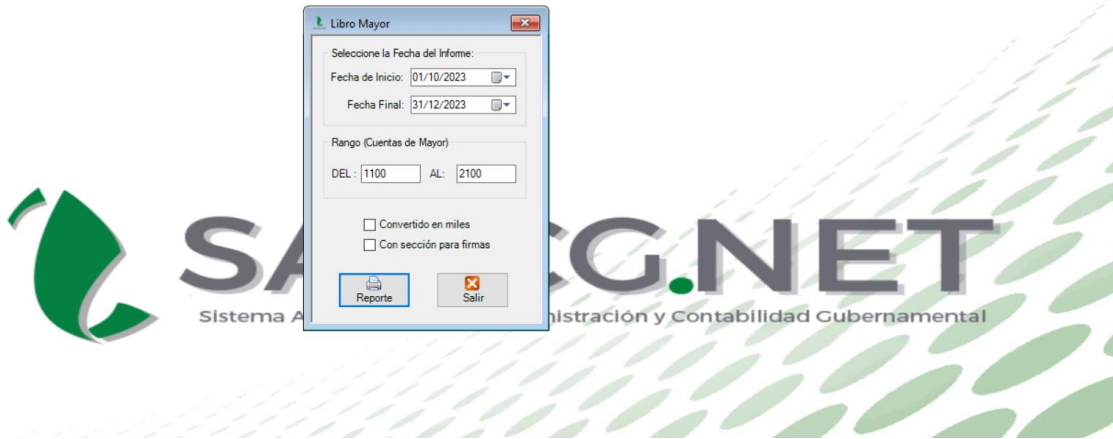 Libro Mayor
Seleccione la Fecha del Informe:
Fecha de Inicio: 01/10/2023
Fecha Final: 31/12/2023
Rango (Cuentas de Mayor)
DEL : 1100 AL: 2100
Convertido en miles
Con sección para firmas
Reporte Salir
SA CG.NET
Sistema A nistración y Contabilidad Gubernamental